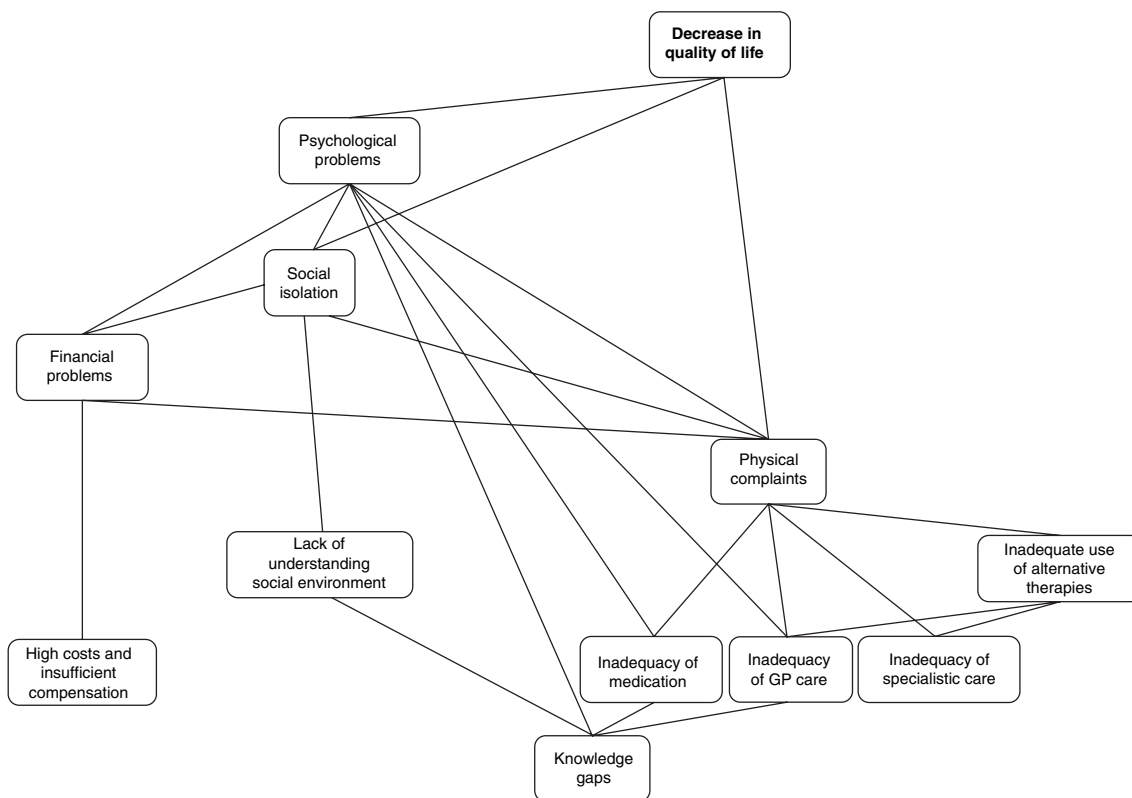 Decrease in
quality of life
Psychological
problems
Social
isolation
Financial
problems
Physical
complaints
Lack of
understanding
social environment
Inadequate use
of alternative
therapies
High costs and
insufficient
compensation
Inadequacy of
medication
Inadequacy
of GP care
Inadequacy of
specialistic care
Knowledge
gaps